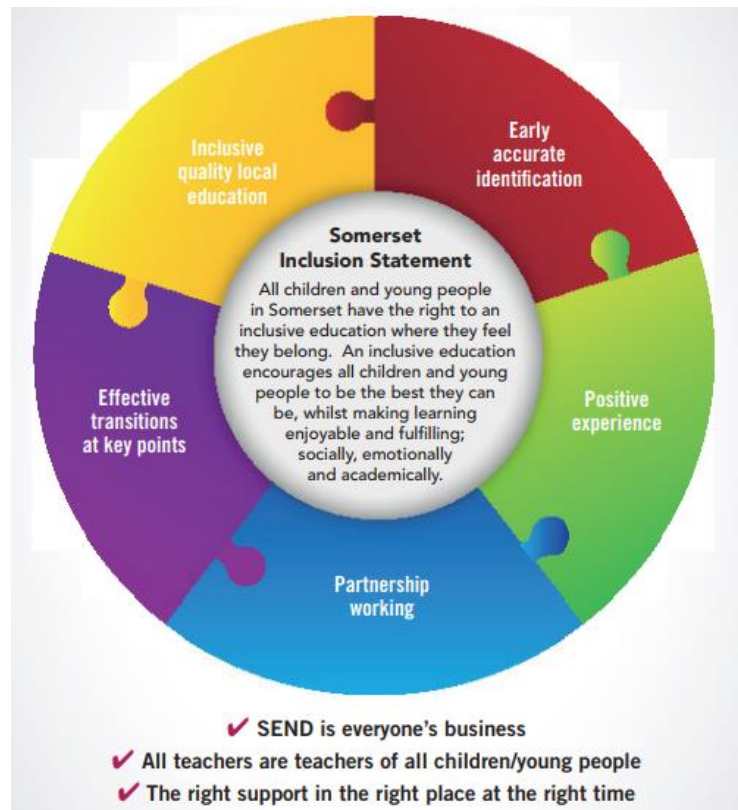 Inclusive
quality local
education
Early
accurate
identification
Somerset
Inclusion Statement
All children and young people
in Somerset have the right to an
inclusive education where they feel
they belong. An inclusive education
encourages all children and young
people to be the best they can
be, whilst making learning
enjoyable and fulfilling;
socially, emotionally
and academically.
Effective
transitions
at key points
Positive
experience
Partnership
working
✔ SEND is everyone's business
✔ All teachers are teachers of all children/young people
✔ The right support in the right place at the right time